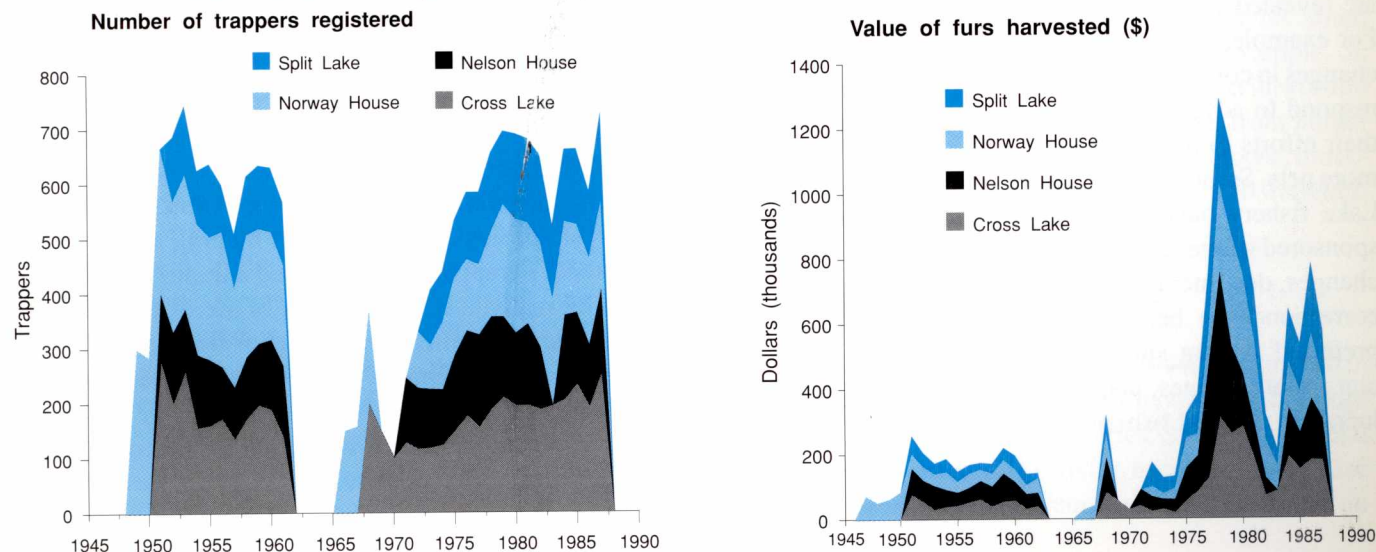 Number of trappers registered
Split Lake
Nelson House
Norway House
Cross Lake
800
700
600
500
400
300
200
100
0
Trappers
1945 1950 1955 1960 1965 1970 1975 1980 1985 1990
Value of furs harvested ($)
Split Lake
Norway House
Nelson House
Cross Lake
1400
1200
1000
800
600
400
200
0
Dollars (thousands)
1945 1950 1955 1960 1965 1970 1975 1980 1985 1990